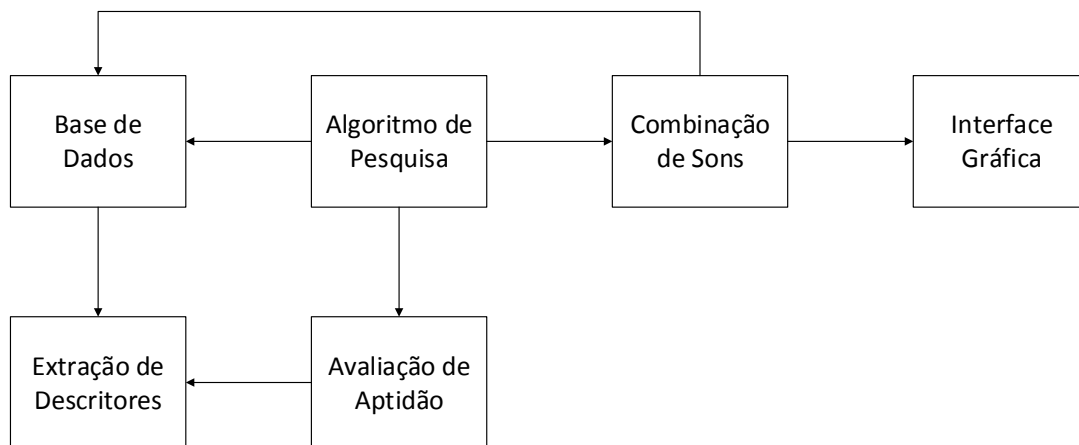 Base de
Dados
Algoritmo de
Pesquisa
Combinação
de Sons
Interface
Gráfica
Extração de
Descritores
Avaliação de
Aptidão